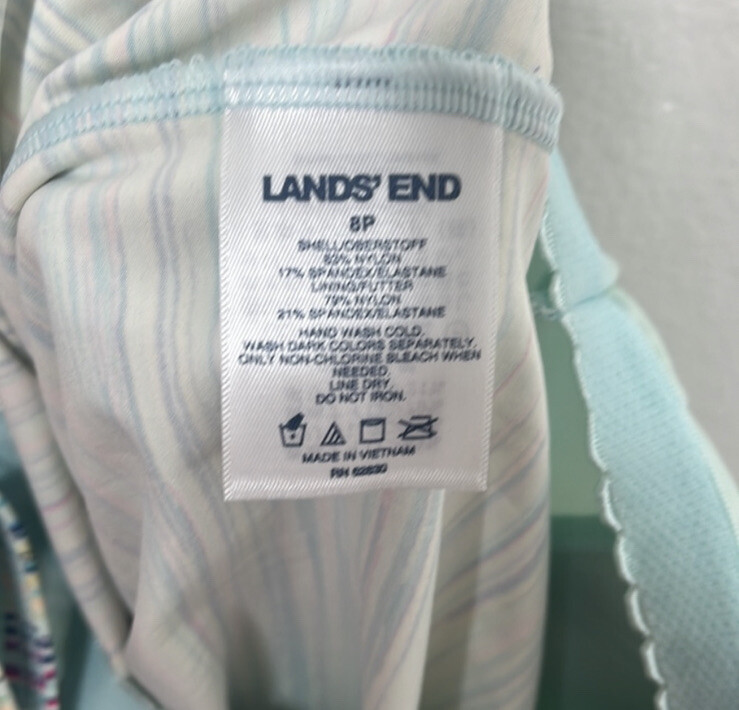 LANDS' END
8P
SHELL/OBERSTOFF
83% NYLON
17% SPANDEX/ELASTANE
LINING/FUTTER
79% NYLON
21% SPANDEX/ELASTANE
HAND WASH COLD.
WASH DARK COLORS SEPARATELY.
ONLY NON-CHLORINE BLEACH WHEN
NEEDED.
LINE DRY.
DO NOT IRON.
MADE IN VIETNAM
RN 62830